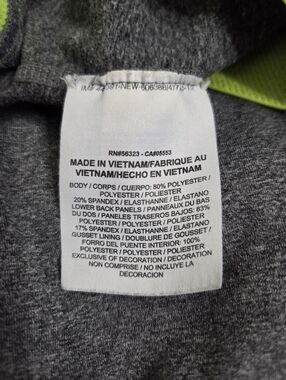 RN#56323 - CA#05553
MADE IN VIETNAM/FABRIQUE AU
VIETNAM/HECHO EN VIETNAM
BODY / CORPS / CUERPO: 80% POLYESTER /
POLYESTER / POLIESTER
20% SPANDEX / ELASTHANNE / ELASTANO
LOWER BACK PANELS / PANNEAUX DU BAS
DU DOS / PANELES TRASEROS BAJOS: 83%
POLYESTER / POLYESTER / POLIESTER
17% SPANDEX / ELASTHANNE / ELASTANO
GUSSET LINING / DOUBLURE DE GOUSSET /
FORRO DEL PUENTE INTERIOR: 100%
POLYESTER / POLYESTER / POLIESTER
EXCLUSIVE OF DECORATION / DECORATION
NON COMPRISE / NO INCLUYE LA
DECORACION